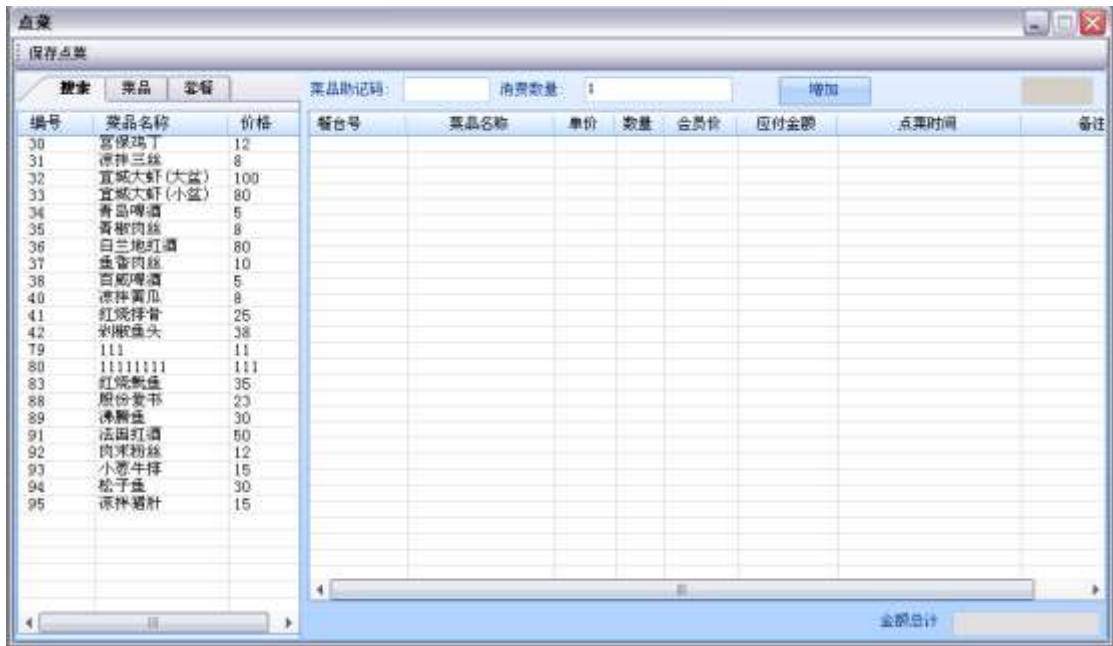 点菜
保存点菜
搜索 菜品 套餐 菜品助记码: 消费数量: 1 增加
编号 菜品名称 价格 餐台号 菜品名称 单价 数量 会员价 应付金额 点菜时间 备注
30 宫保鸡丁 12
31 凉拌三丝 8
32 宜城大虾(大盆) 100
33 宜城大虾(小盆) 80
34 青岛啤酒 5
35 青椒肉丝 8
36 白兰地红酒 80
37 鱼香肉丝 10
38 百威啤酒 5
40 凉拌黄瓜 8
41 红烧排骨 25
42 剁椒鱼头 38
79 111 11
80 11111111 111
83 红烧鱿鱼 35
88 23
89 沸腾鱼 30
91 法国红酒 50
92 肉末粉丝 12
93 小葱牛排 15
94 松子鱼 30
95 凉拌猪肝 15
金额总计